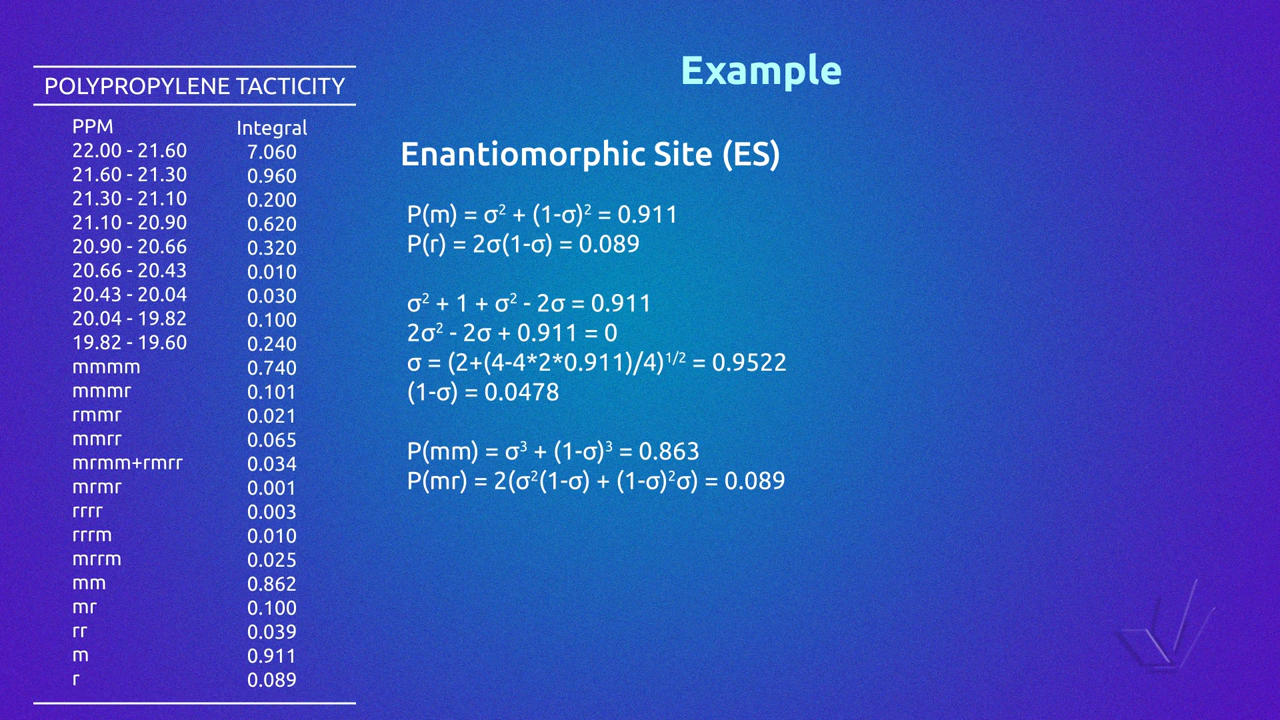 POLYPROPYLENE TACTICITY
PPM Integral
22.00 - 21.60 7.060
21.60 - 21.30 0.960
21.30 - 21.10 0.200
21.10 - 20.90 0.620
20.90 - 20.66 0.320
20.66 - 20.43 0.010
20.43 - 20.04 0.030
20.04 - 19.82 0.100
19.82 - 19.60 0.240
mmmm 0.740
mmmr 0.101
rmmr 0.021
mmrr 0.065
mrmm+rmrr 0.034
mrmr 0.001
rrrr 0.003
rrrm 0.010
mrrm 0.025
mm 0.862
mr 0.100
rr 0.039
m 0.911
r 0.089
Example
Enantiomorphic Site (ES)
P(m) = σ² + (1-σ)² = 0.911
P(r) = 2σ(1-σ) = 0.089
σ² + 1 + σ² - 2σ = 0.911
2σ² - 2σ + 0.911 = 0
σ = (2+(4-4*2*0.911)/4)¹/² = 0.9522
(1-σ) = 0.0478
P(mm) = σ³ + (1-σ)³ = 0.863
P(mr) = 2(σ²(1-σ) + (1-σ)²σ) = 0.089